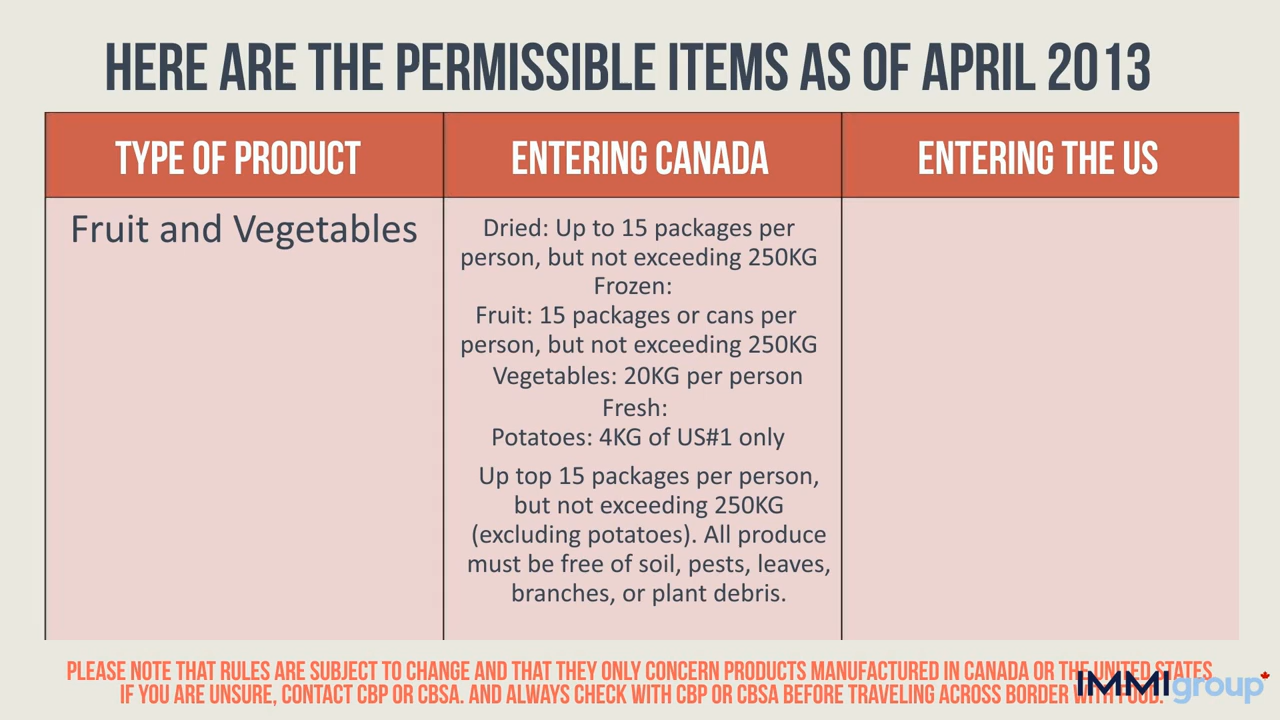 HERE ARE THE PERMISSIBLE ITEMS AS OF APRIL 2013
TYPE OF PRODUCT
ENTERING CANADA
ENTERING THE US
Fruit and Vegetables
Dried: Up to 15 packages per
person, but not exceeding 250KG
Frozen:
Fruit: 15 packages or cans per
person, but not exceeding 250KG
Vegetables: 20KG per person
Fresh:
Potatoes: 4KG of US#1 only
Up top 15 packages per person,
but not exceeding 250KG
(excluding potatoes). All produce
must be free of soil, pests, leaves,
branches, or plant debris.
PLEASE NOTE THAT RULES ARE SUBJECT TO CHANGE AND THAT THEY ONLY CONCERN PRODUCTS MANUFACTURED IN CANADA OR THE UNITED STATES
IF YOU ARE UNSURE, CONTACT CBP OR CBSA. AND ALWAYS CHECK WITH CBP OR CBSA BEFORE TRAVELING ACROSS BORDER WITH FOOD.
IMMIgroup